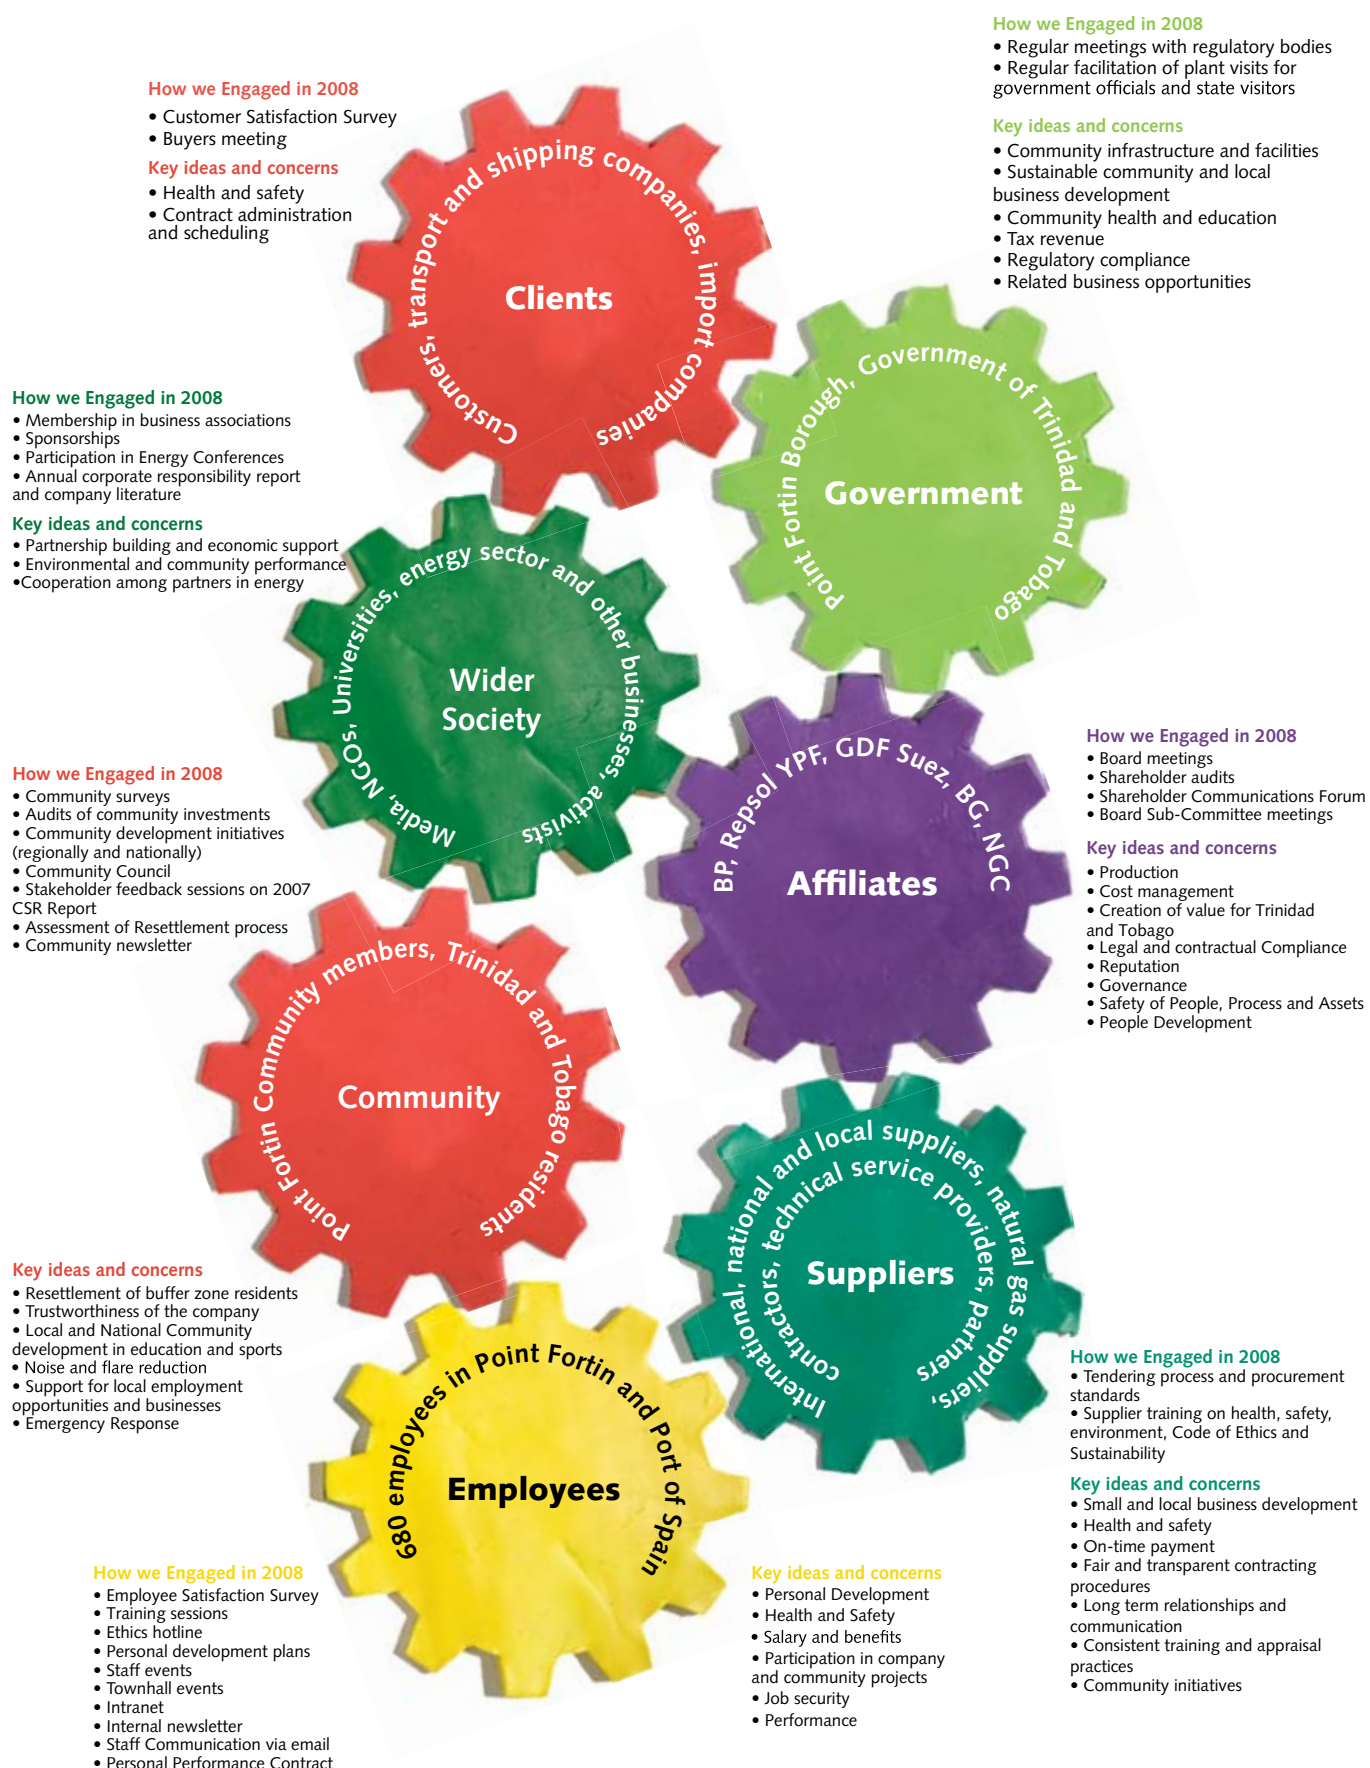 How we Engaged in 2008
• Regular meetings with regulatory bodies
• Regular facilitation of plant visits for
government officials and state visitors
Key ideas and concerns
• Community infrastructure and facilities
• Sustainable community and local
business development
• Community health and education
• Tax revenue
• Regulatory compliance
• Related business opportunities
How we Engaged in 2008
• Customer Satisfaction Survey
• Buyers meeting
Key ideas and concerns
• Health and safety
• Contract administration
and scheduling
Customers, transport and shipping companies, import companies
Clients
Point Fortin Borough, Government of Trinidad and Tobago
Government
How we Engaged in 2008
• Membership in business associations
• Sponsorships
• Participation in Energy Conferences
• Annual corporate responsibility report
and company literature
Key ideas and concerns
• Partnership building and economic support
• Environmental and community performance
•Cooperation among partners in energy
Media, NGOs, Universities, energy sector and other businesses, activists
Wider
Society
BP, Repsol YPF, GDF Suez, BG, NGC
Affiliates
How we Engaged in 2008
• Board meetings
• Shareholder audits
• Shareholder Communications Forum
• Board Sub-Committee meetings
Key ideas and concerns
• Production
• Cost management
• Creation of value for Trinidad
and Tobago
• Legal and contractual Compliance
• Reputation
• Governance
• Safety of People, Process and Assets
• People Development
How we Engaged in 2008
• Community surveys
• Audits of community investments
• Community development initiatives
(regionally and nationally)
• Community Council
• Stakeholder feedback sessions on 2007
CSR Report
• Assessment of Resettlement process
• Community newsletter
Point Fortin Community members, Trinidad and Tobago residents
Community
Key ideas and concerns
• Resettlement of buffer zone residents
• Trustworthiness of the company
• Local and National Community
development in education and sports
• Noise and flare reduction
• Support for local employment
opportunities and businesses
• Emergency Response
International, national and local suppliers, natural gas suppliers,
contractors, technical service providers, partners
Suppliers
How we Engaged in 2008
• Tendering process and procurement
standards
• Supplier training on health, safety,
environment, Code of Ethics and
Sustainability
Key ideas and concerns
• Small and local business development
• Health and safety
• On-time payment
• Fair and transparent contracting
procedures
• Long term relationships and
communication
• Consistent training and appraisal
practices
• Community initiatives
680 employees in Point Fortin and Port of Spain
Employees
How we Engaged in 2008
• Employee Satisfaction Survey
• Training sessions
• Ethics hotline
• Personal development plans
• Staff events
• Townhall events
• Intranet
• Internal newsletter
• Staff Communication via email
• Personal Performance Contract
Key ideas and concerns
• Personal Development
• Health and Safety
• Salary and benefits
• Participation in company
and community projects
• Job security
• Performance